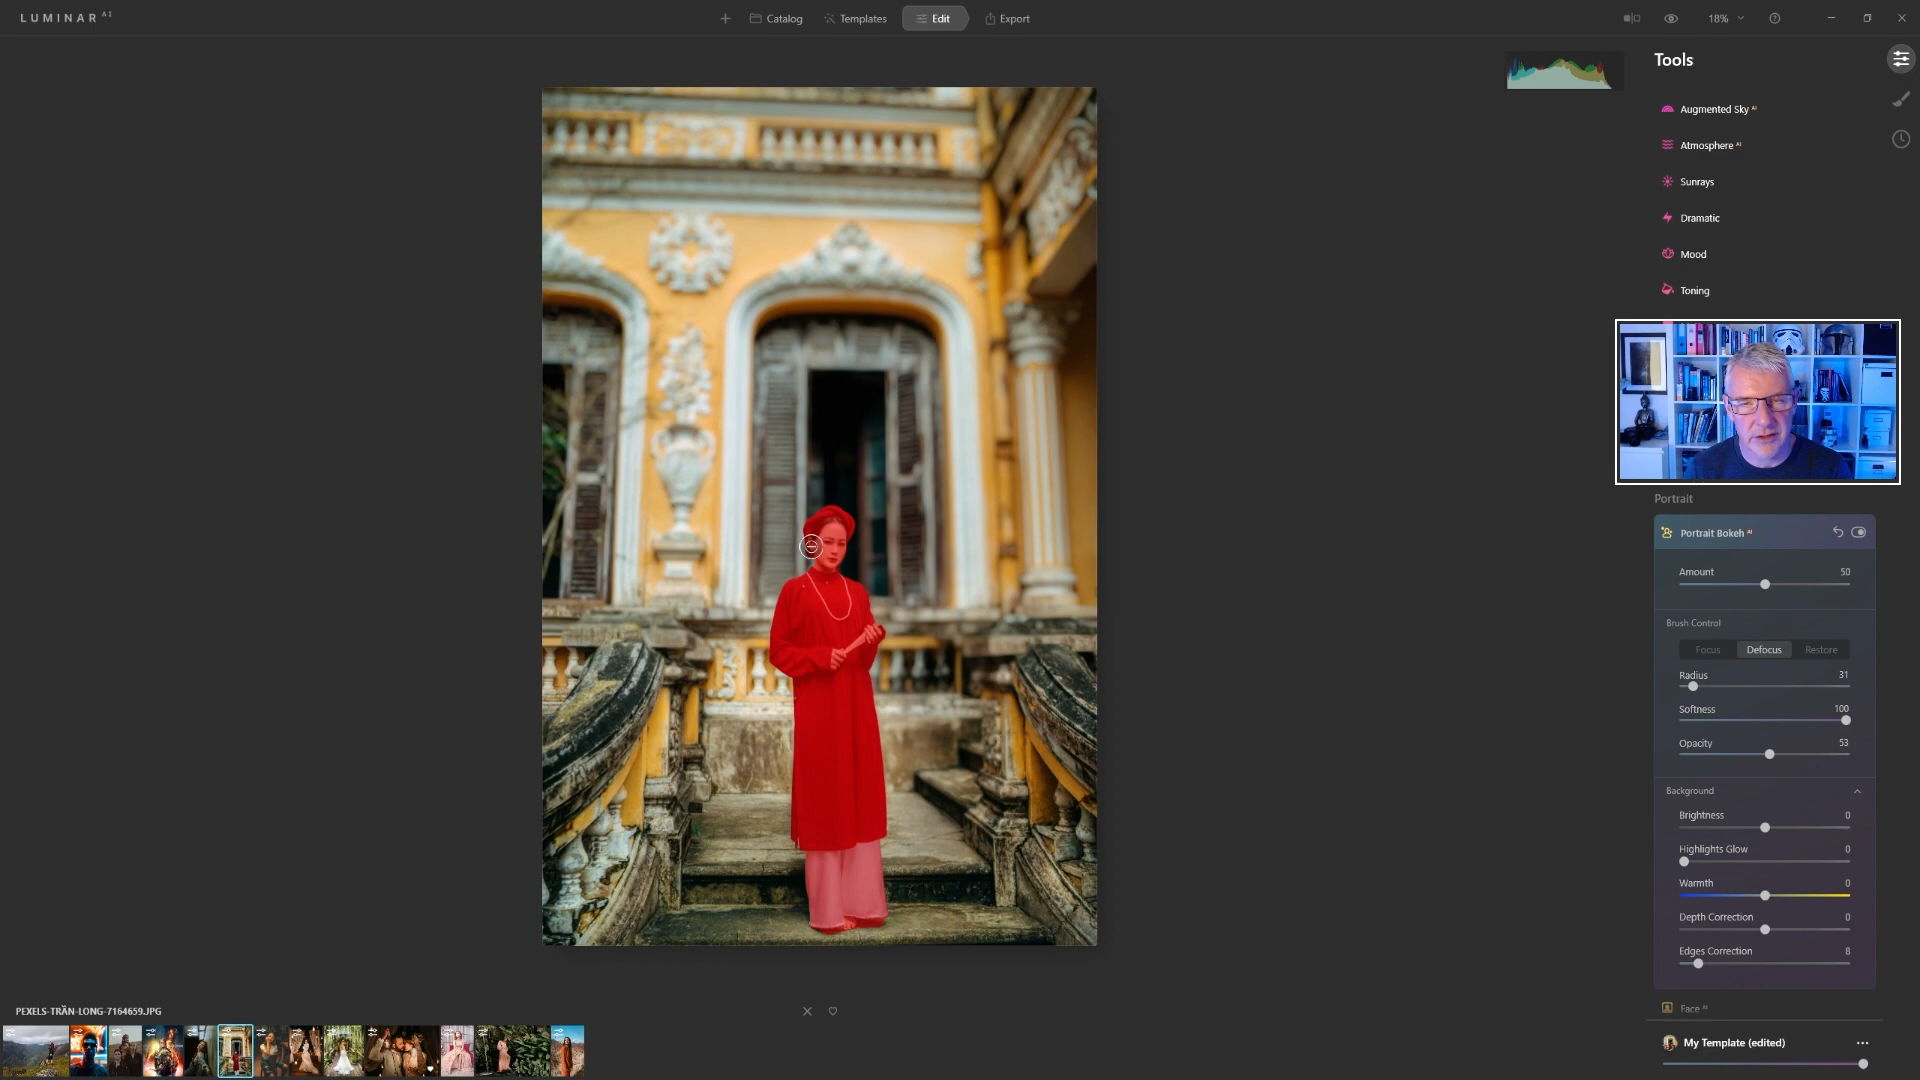 LUMINAR AI
Catalog
Templates
Edit
Export
18%
Tools
Augmented Sky AI
Atmosphere AI
Sunrays
Dramatic
Mood
Toning
Portrait
Portrait Bokeh AI
Amount 50
Brush Control
Focus Defocus Restore
Radius 31
Softness 100
Opacity 53
Background
Brightness 0
Highlights Glow 0
Warmth 0
Depth Correction 0
Edges Correction 8
Face AI
My Template (edited)
PEXELS-TRẦN-LONG-7164659.JPG